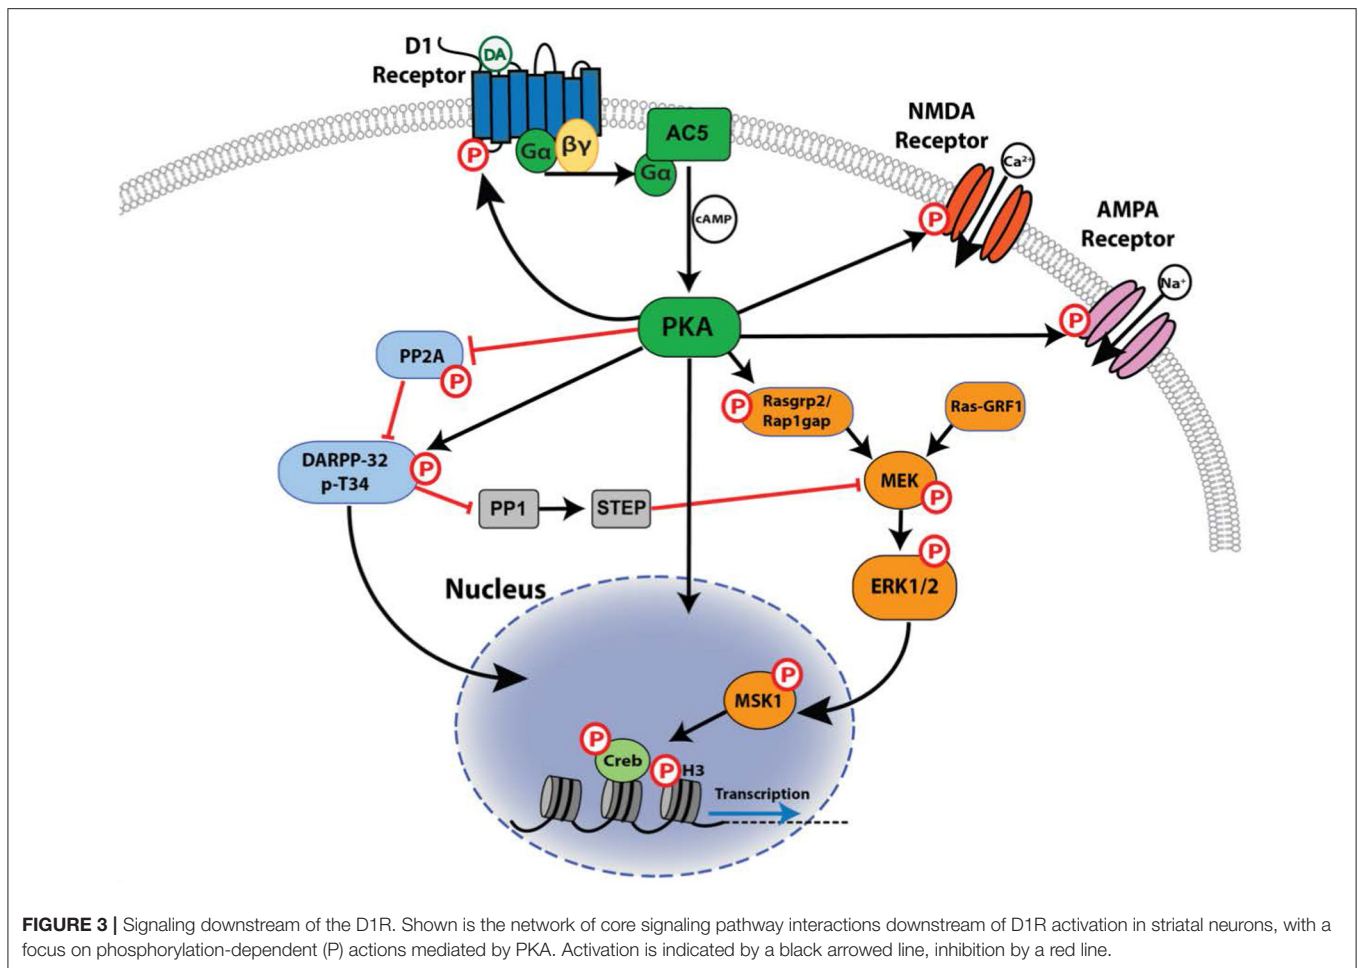 D1
Receptor
DA
P
Gα
βγ
Gα
AC5
cAMP
NMDA
Receptor
Ca²⁺
P
AMPA
Receptor
Na⁺
P
PKA
PP2A
P
P
Rasgrp2/
Rap1gap
Ras-GRF1
DARPP-32
p-T34
P
PP1
STEP
MEK
P
P
ERK1/2
Nucleus
MSK1
P
P
Creb
P
H3
Transcription
FIGURE 3 | Signaling downstream of the D1R. Shown is the network of core signaling pathway interactions downstream of D1R activation in striatal neurons, with a
focus on phosphorylation-dependent (P) actions mediated by PKA. Activation is indicated by a black arrowed line, inhibition by a red line.